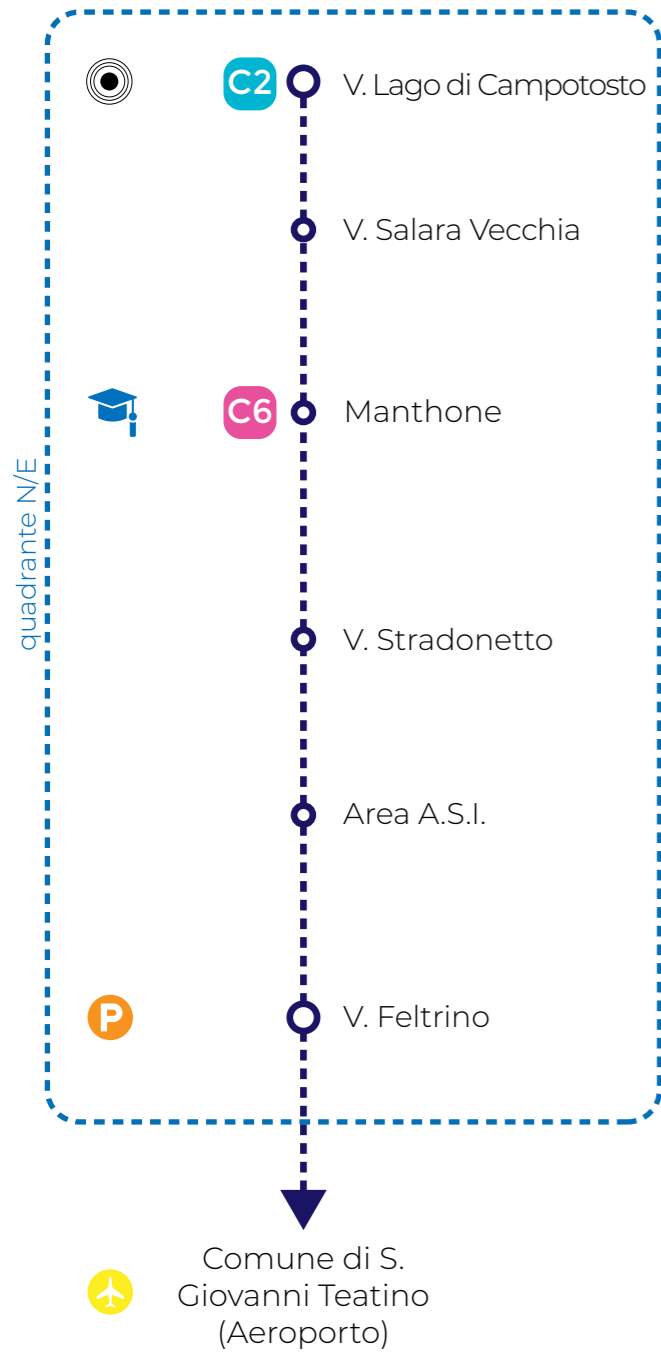 C2 V. Lago di Campotosto
V. Salara Vecchia
C6 Manthone
quadrante N/E
V. Stradonetto
Area A.S.I.
P V. Feltrino
Comune di S.
Giovanni Teatino
(Aeroporto)